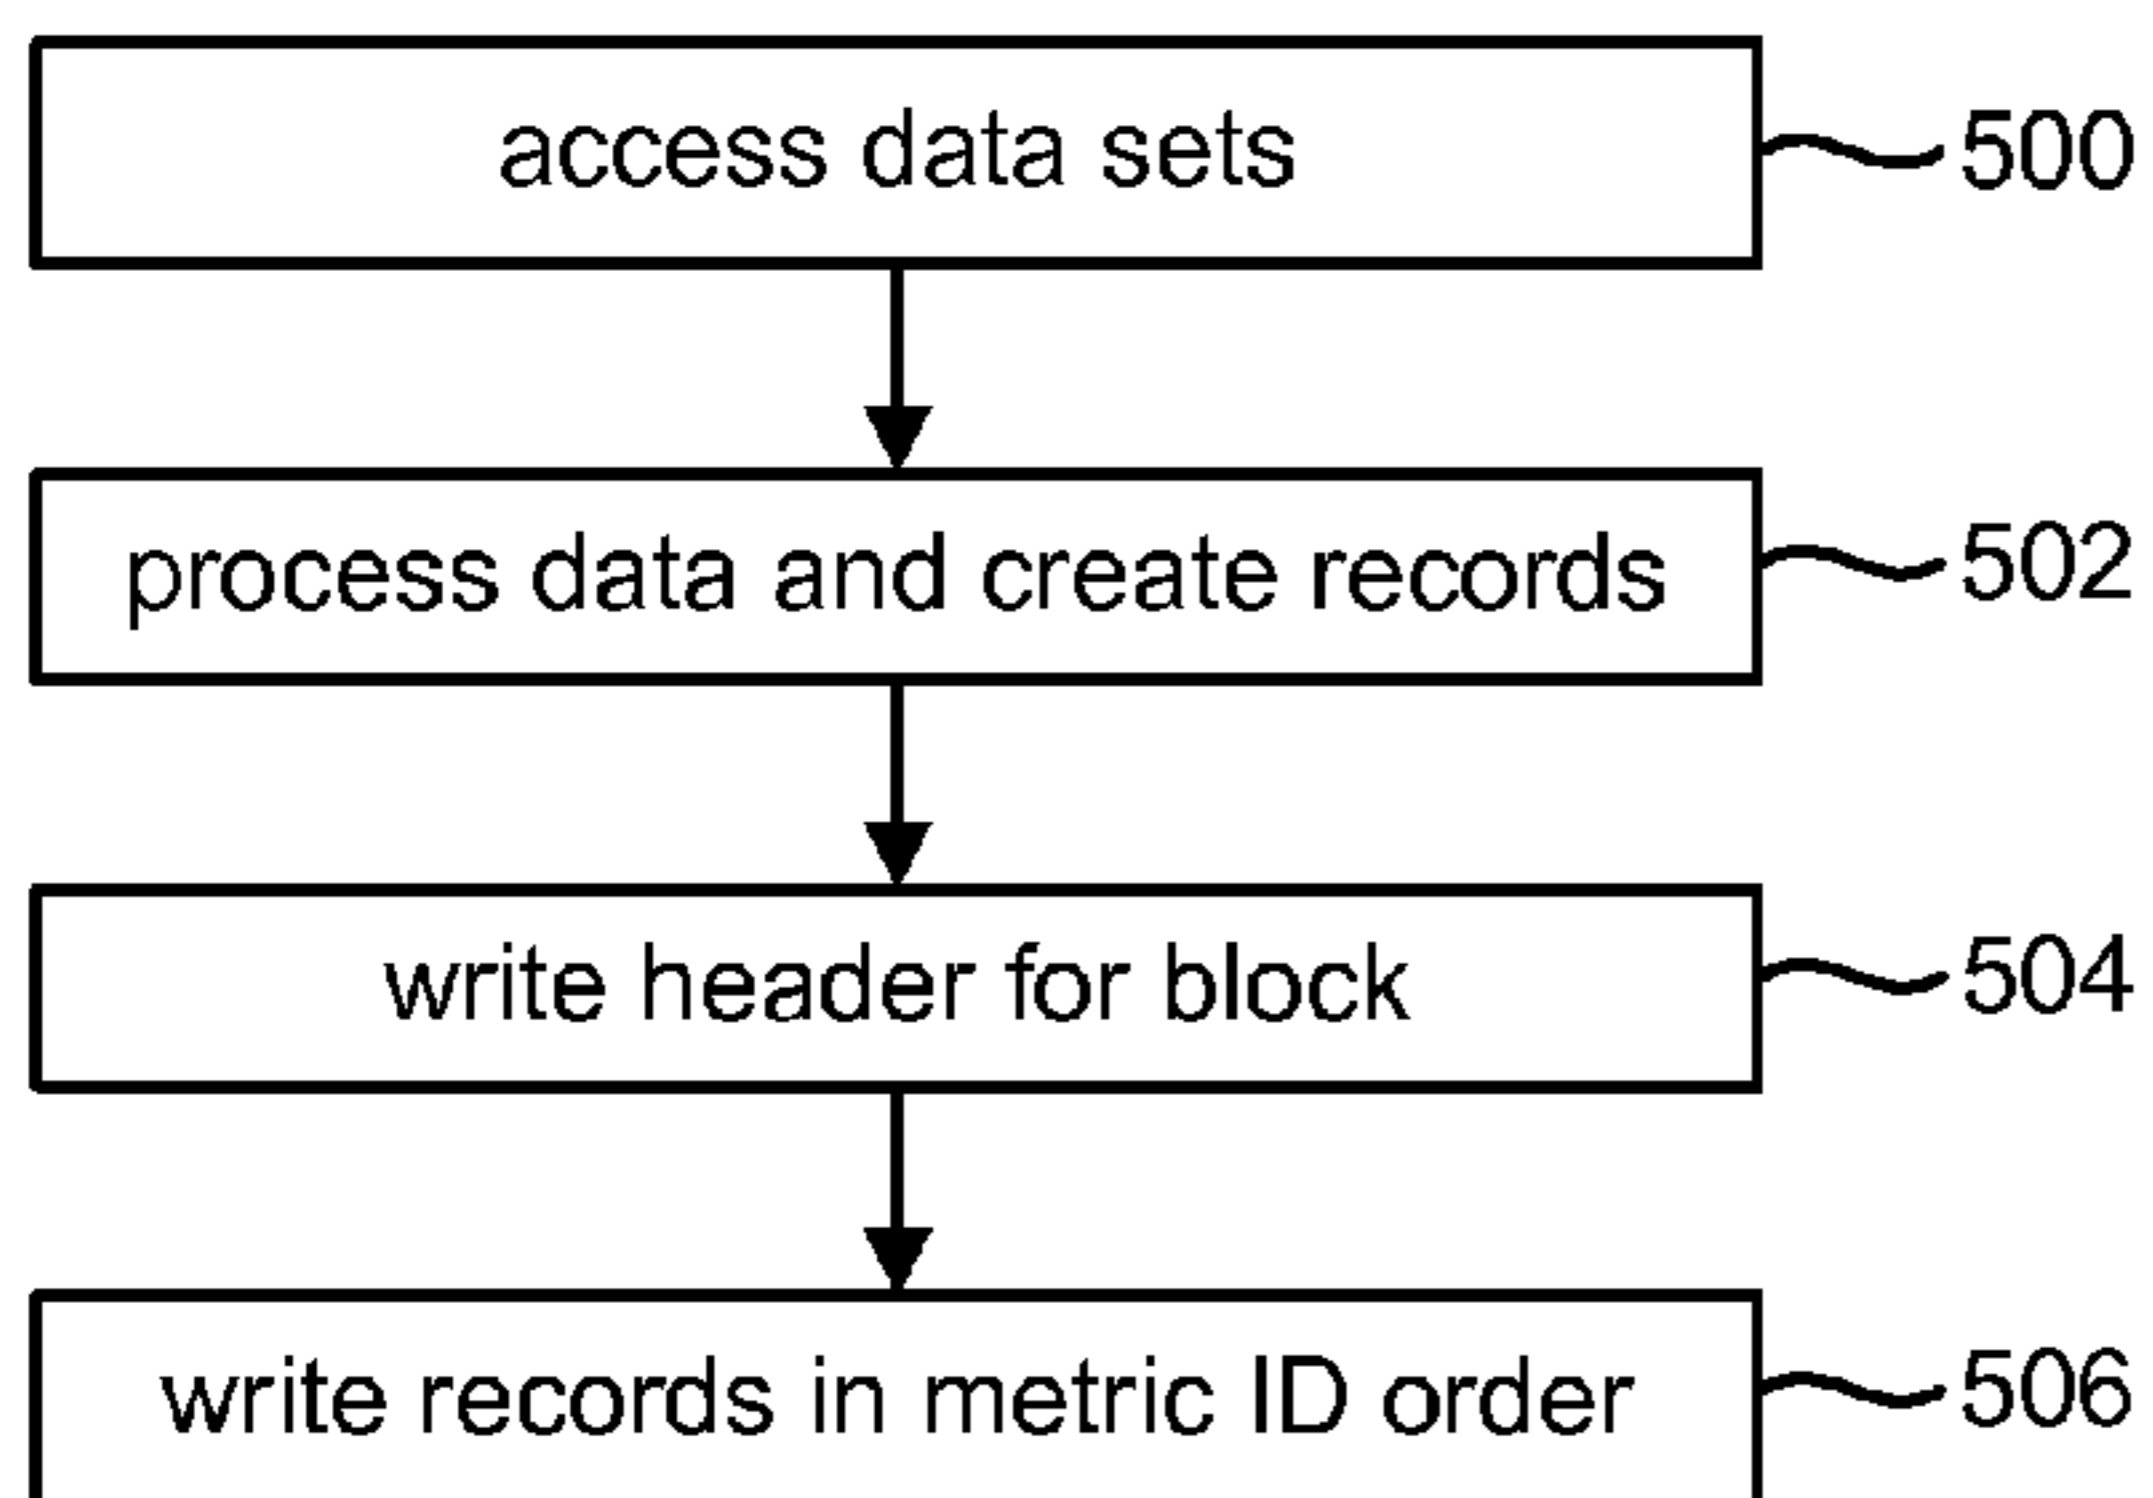 access data sets 500
process data and create records 502
write header for block 504
write records in metric ID order 506